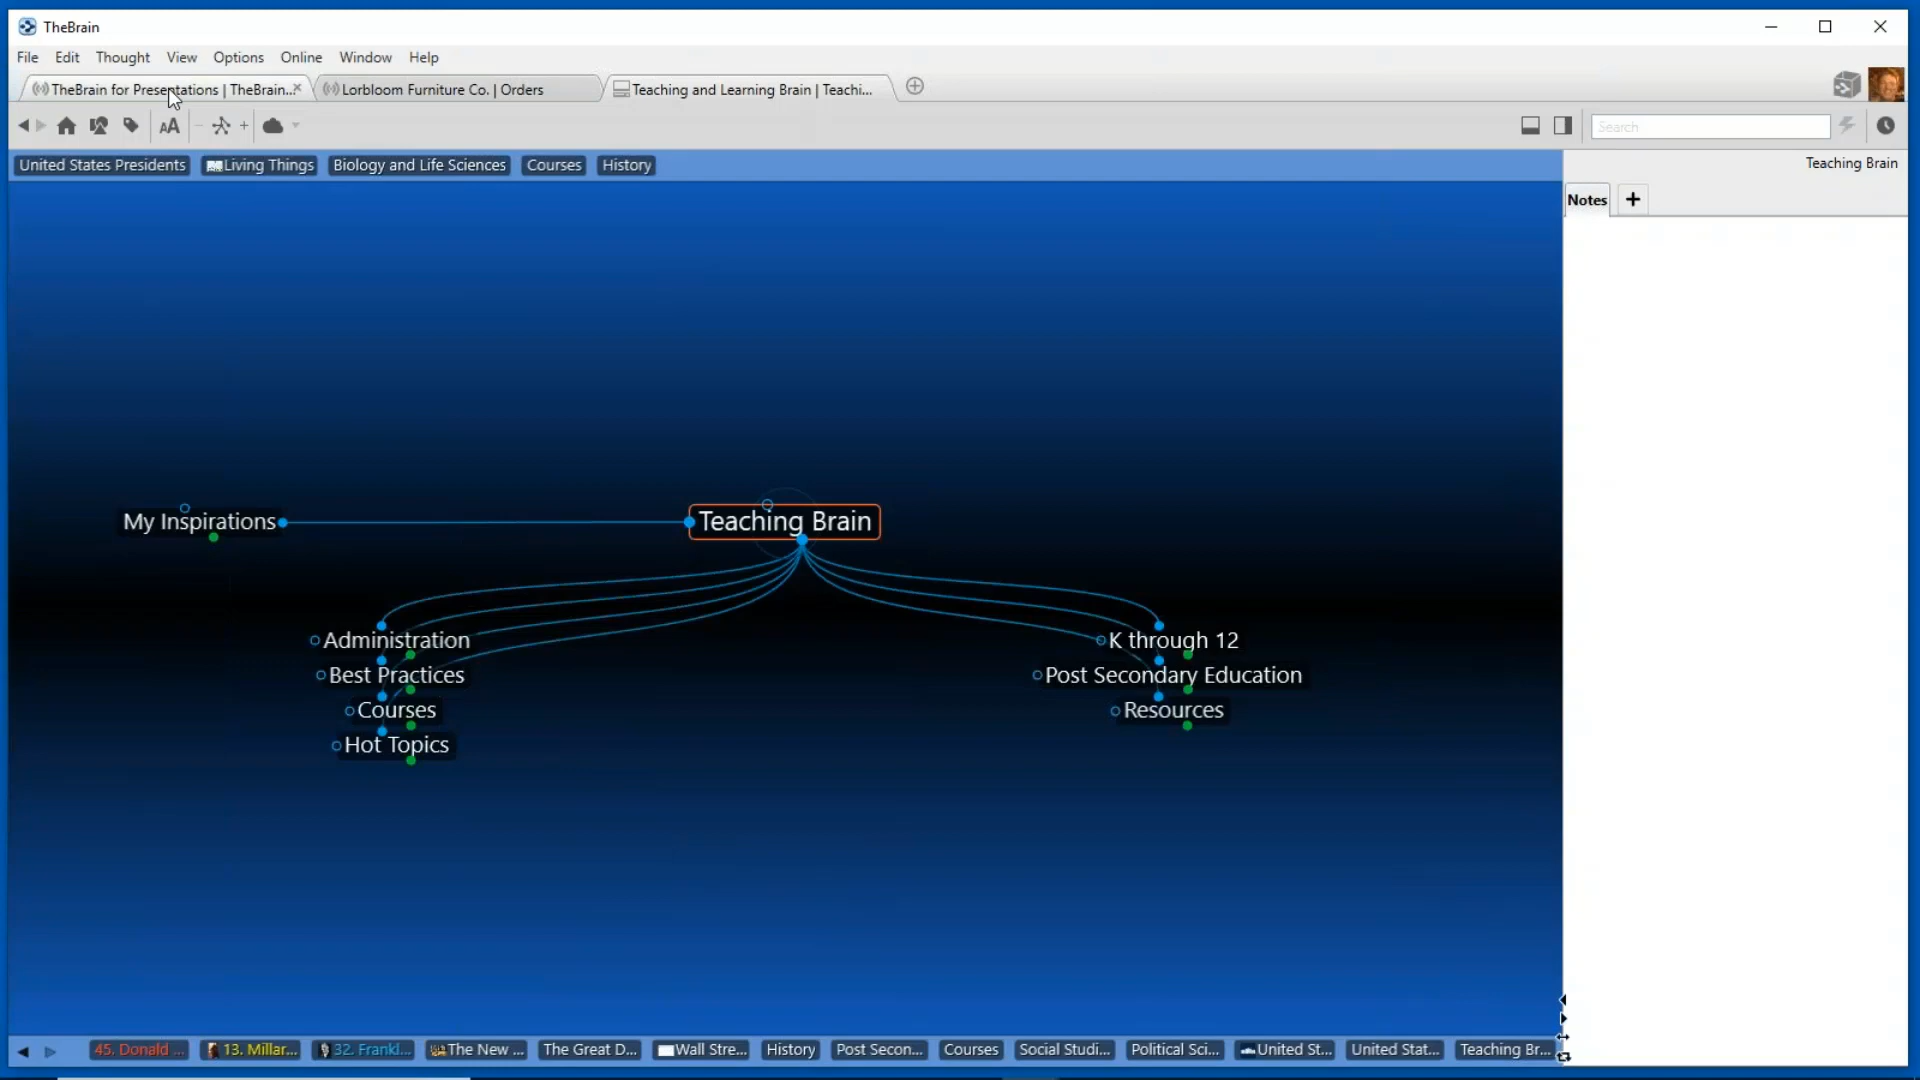 TheBrain
File Edit Thought View Options Online Window Help
TheBrain for Presentations | TheBrain... Lorbloom Furniture Co. | Orders Teaching and Learning Brain | Teachi...
Search
United States Presidents Living Things Biology and Life Sciences Courses History
Teaching Brain
Notes
My Inspirations
Teaching Brain
Administration
Best Practices
Courses
Hot Topics
K through 12
Post Secondary Education
Resources
45. Donald ... 13. Millar... 32. Frankl... The New ... The Great D... Wall Stre... History Post Secon... Courses Social Studi... Political Sci... United St... United Stat... Teaching Br...